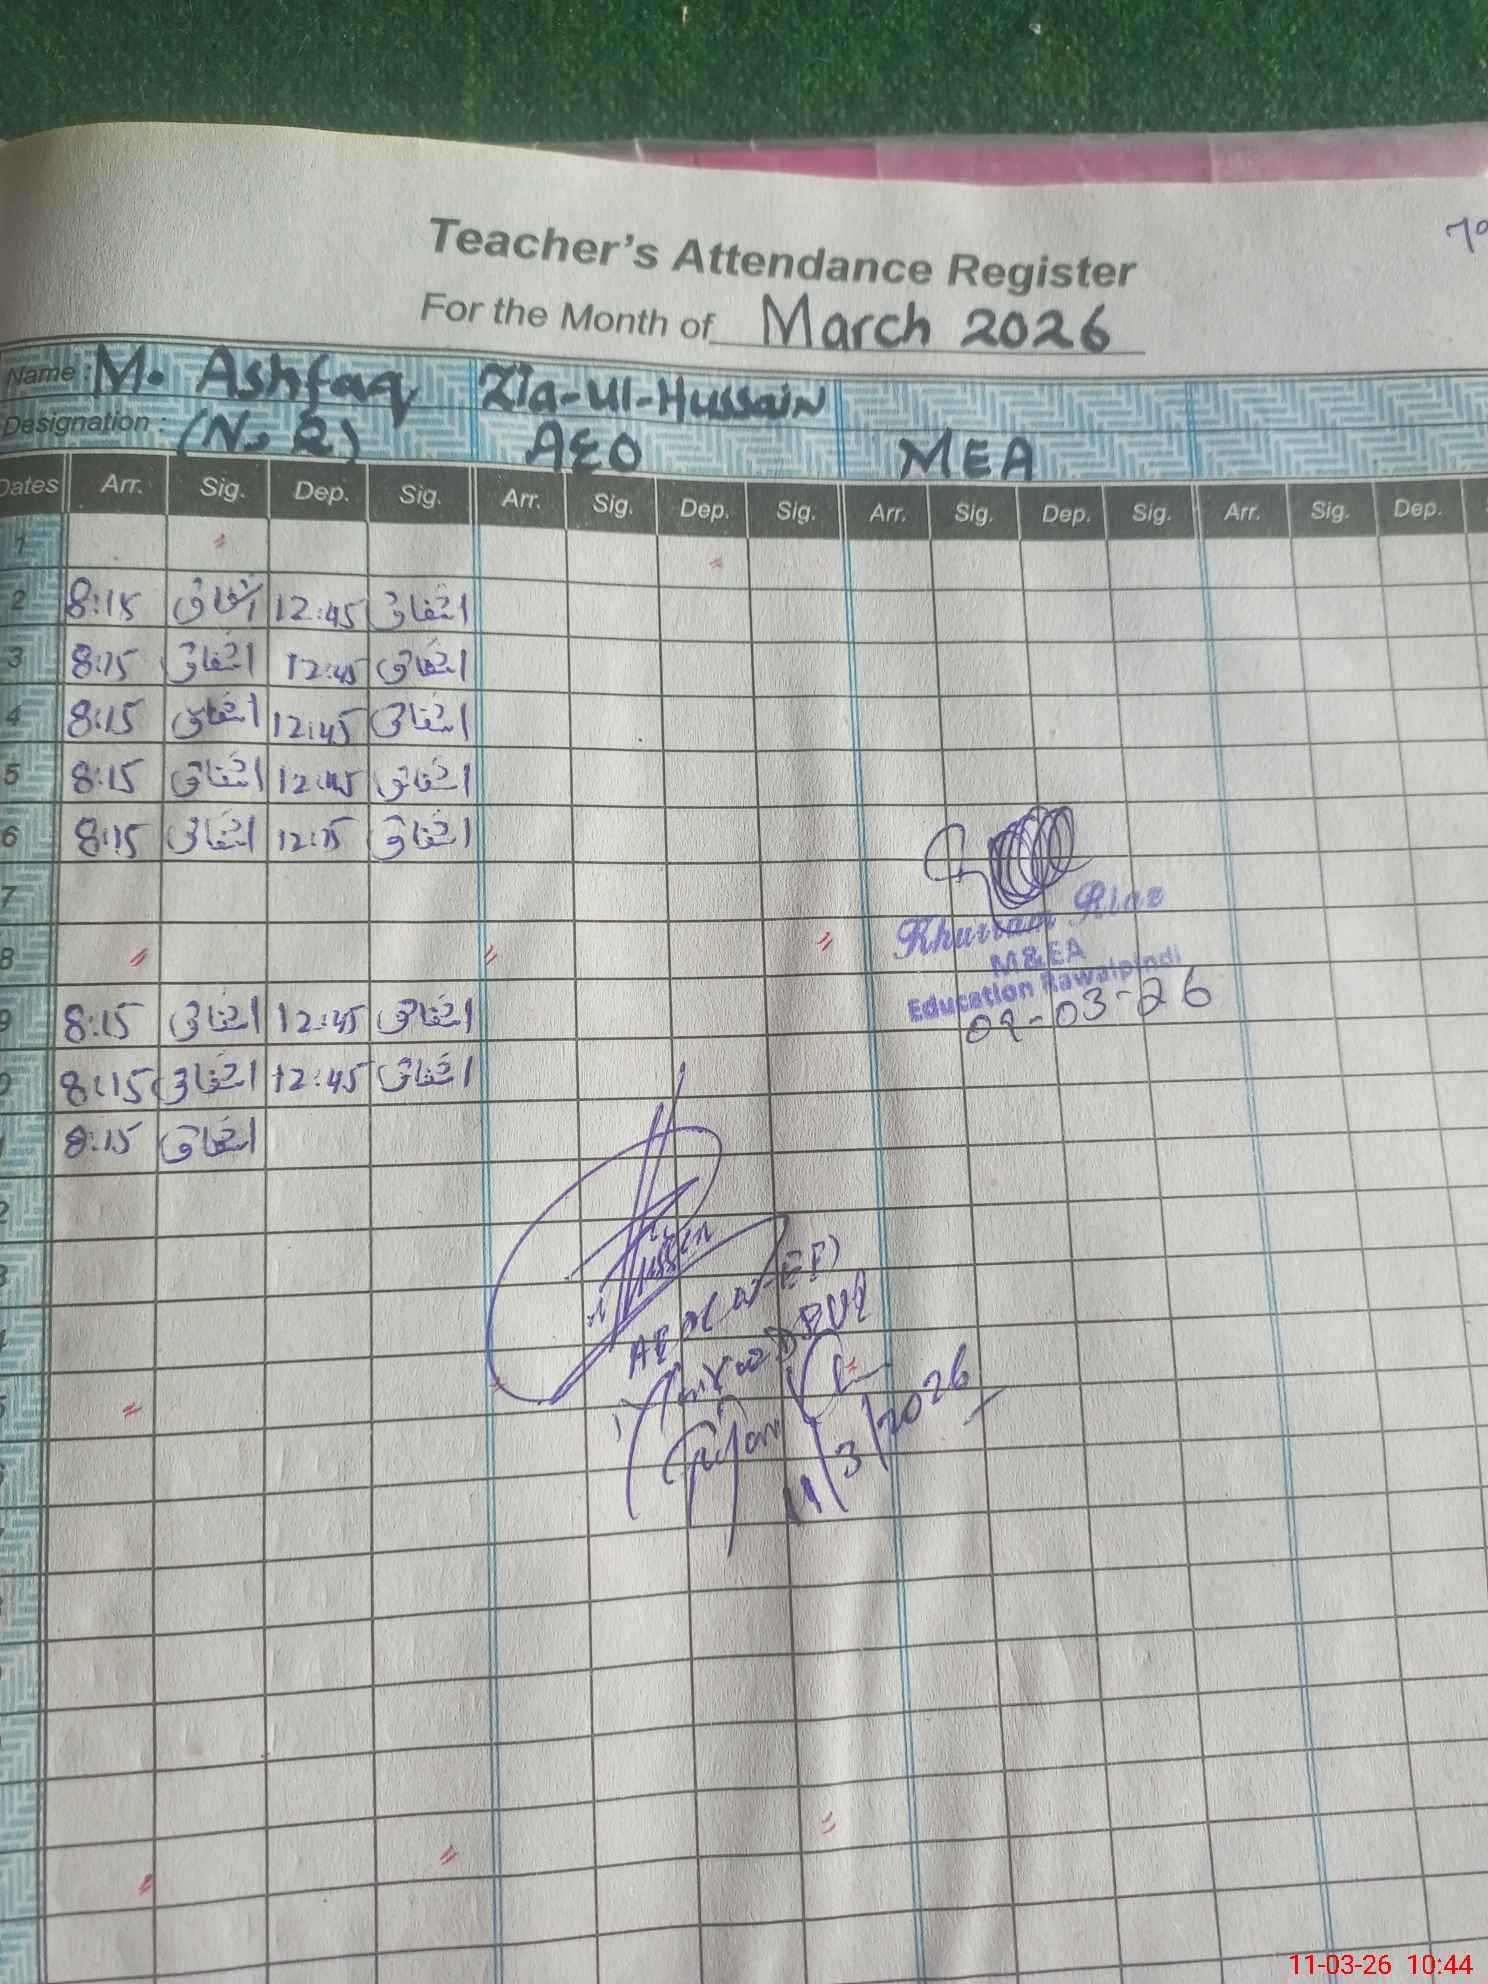 Teacher's Attendance Register
For the Month of March 2026
Name: M. Ashfaq Zia-ul-Hussain
Designation: (N. Q) AEO MEA
Dates Arr. Sig. Dep. Sig. Arr. Sig. Dep. Sig. Arr. Sig. Dep. Sig. Arr. Sig. Dep.
1
2 8:15 اشفاق 12:45 اشفاق
3 8:15 اشفاق 12:45 اشفاق
4 8:15 اشفاق 12:45 اشفاق
5 8:15 اشفاق 12:45 اشفاق
6 8:15 اشفاق 12:15 اشفاق
7
8
Khurram Riaz
M&EA
Education Rawalpindi
09-03-26
9 8:15 اشفاق 12:45 اشفاق
8:15 اشفاق 12:45 اشفاق
8:15 اشفاق
11/3/2026
11-03-26 10:44